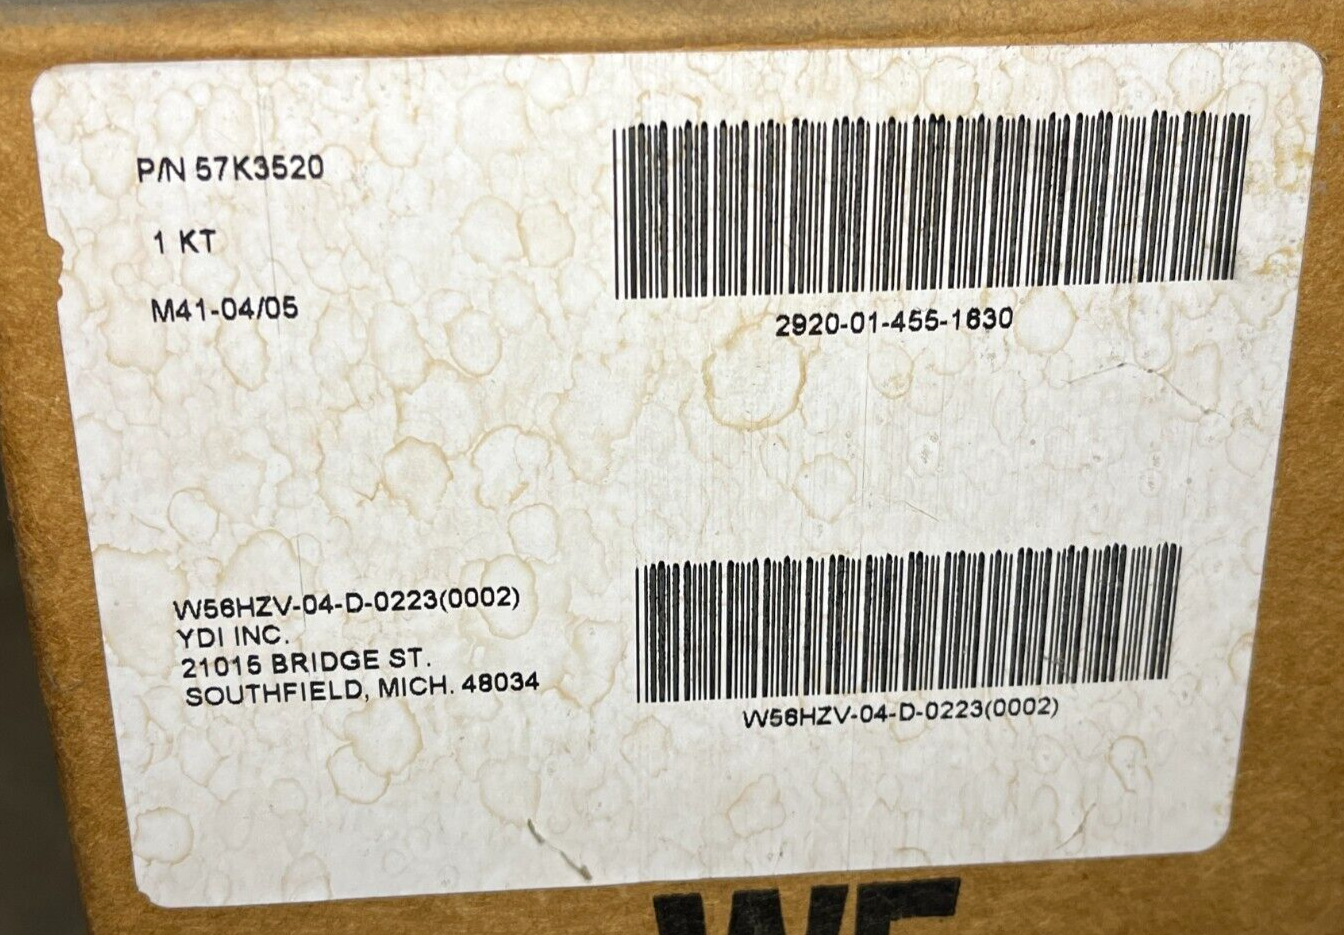 P/N 57K3520
1 KT
M41-04/05
2920-01-455-1630
W56HZV-04-D-0223(0002)
YDI INC.
21015 BRIDGE ST.
SOUTHFIELD, MICH. 48034
W56HZV-04-D-0223(0002)